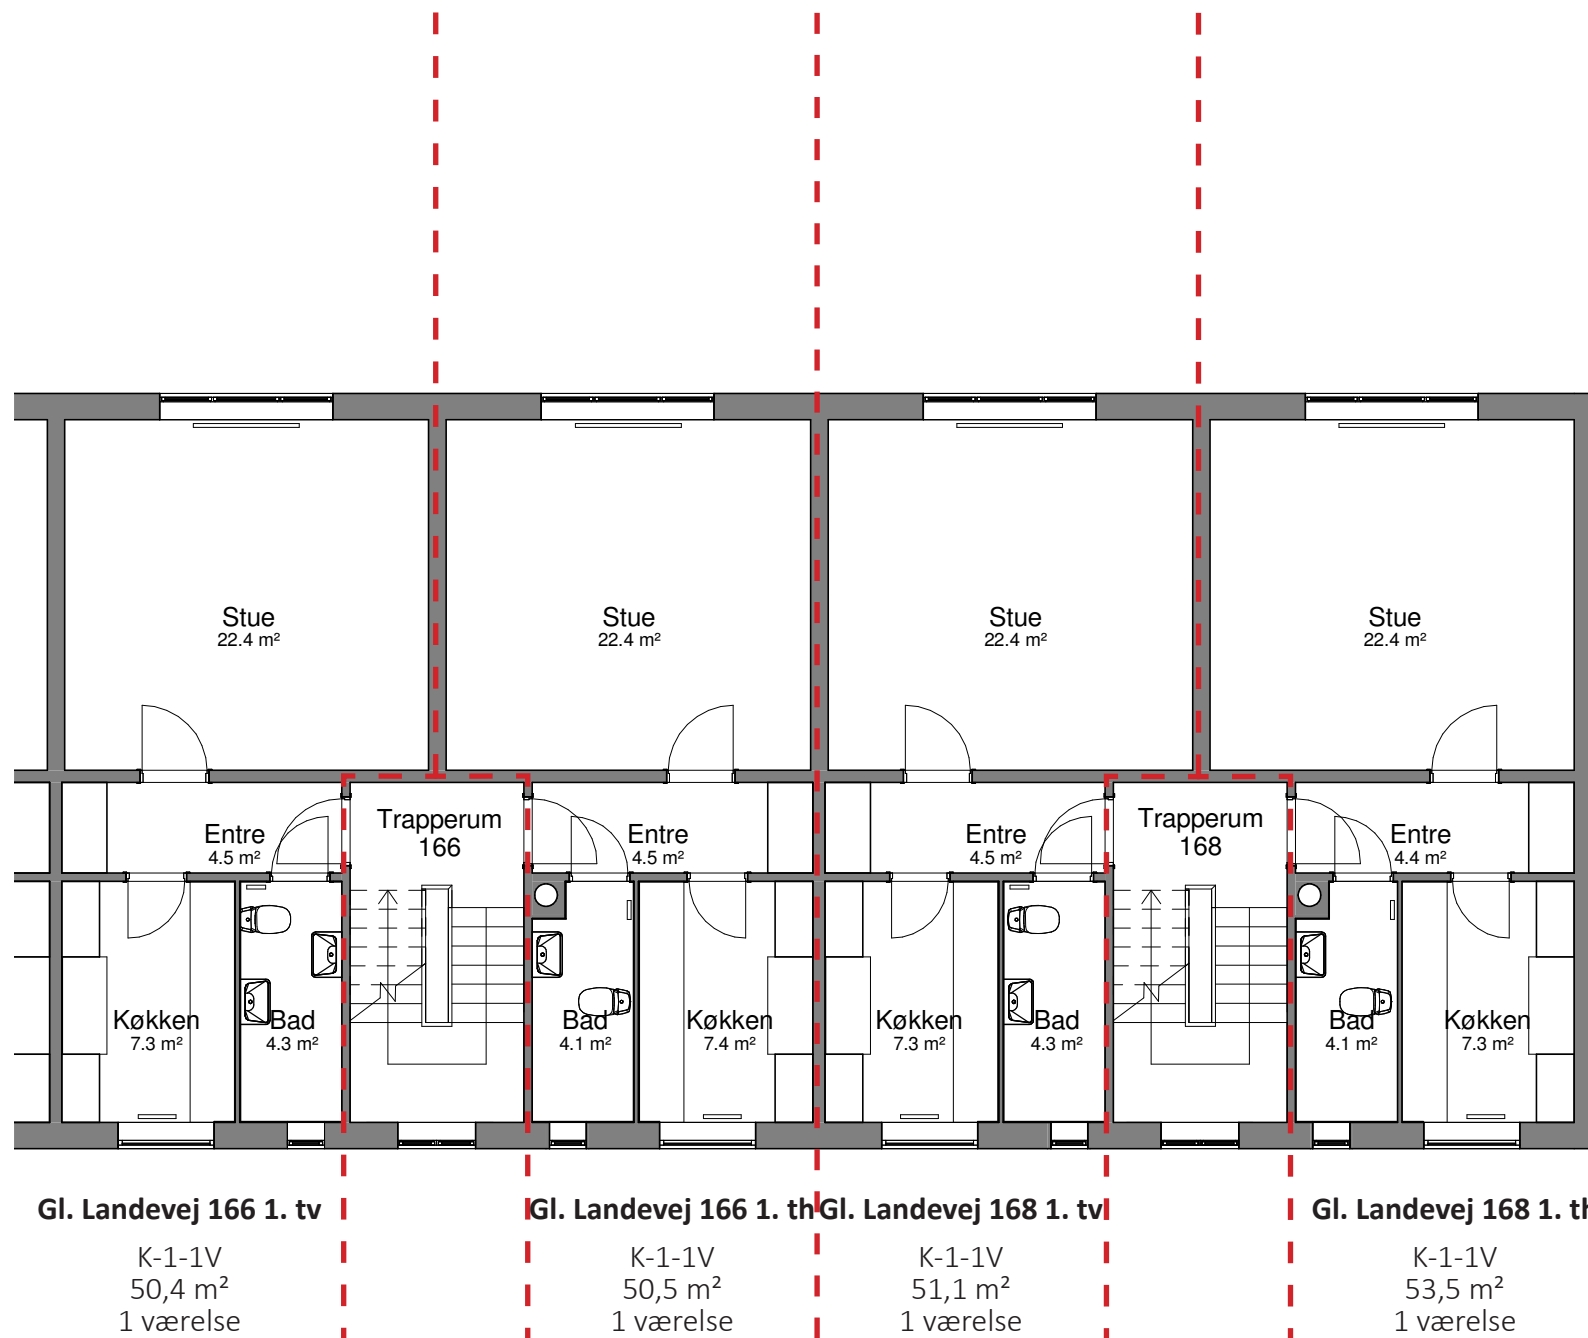 Stue
22.4 m²
Stue
22.4 m²
Stue
22.4 m²
Stue
22.4 m²
Entre
4.5 m²
Trapperum
166
Entre
4.5 m²
Entre
4.5 m²
Trapperum
168
Entre
4.4 m²
Køkken
7.3 m²
Bad
4.3 m²
Bad
4.1 m²
Køkken
7.4 m²
Køkken
7.3 m²
Bad
4.3 m²
Bad
4.1 m²
Køkken
7.3 m²
Gl. Landevej 166 1. tv
K-1-1V
50,4 m²
1 værelse
Gl. Landevej 166 1. th
K-1-1V
50,5 m²
1 værelse
Gl. Landevej 168 1. tv
K-1-1V
51,1 m²
1 værelse
Gl. Landevej 168 1. th
K-1-1V
53,5 m²
1 værelse